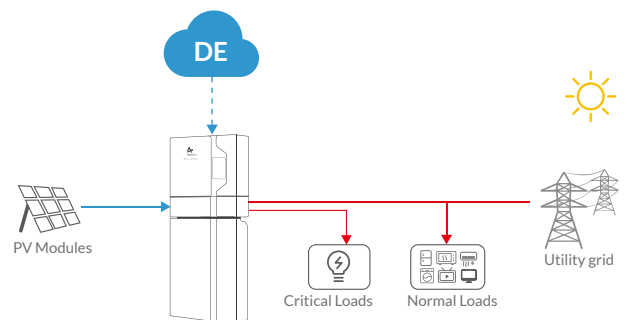 DE
PV Modules
Critical Loads
Normal Loads
Utility grid